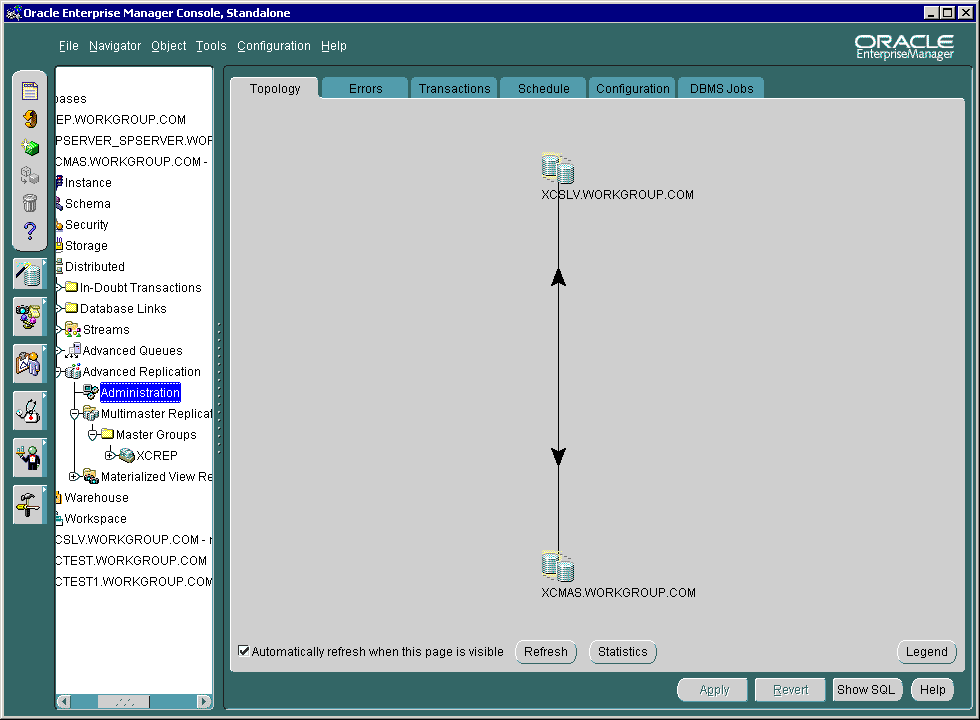 Oracle Enterprise Manager Console, Standalone
File Navigator Object Tools Configuration Help
ORACLE
EnterpriseManager
Topology Errors Transactions Schedule Configuration DBMS Jobs
bases
EP.WORKGROUP.COM
PSERVER_SPSERVER.WOR
CMAS.WORKGROUP.COM -
Instance
Schema
Security
Storage
Distributed
In-Doubt Transactions
Database Links
Streams
Advanced Queues
Advanced Replication
Administration
Multimaster Replicat
Master Groups
XCREP
Materialized View Re
Warehouse
Workspace
CSLV.WORKGROUP.COM - r
CTEST.WORKGROUP.COM
CTEST1.WORKGROUP.COM
XCSLV.WORKGROUP.COM
XCMAS.WORKGROUP.COM
Automatically refresh when this page is visible Refresh Statistics Legend
Apply Revert Show SQL Help